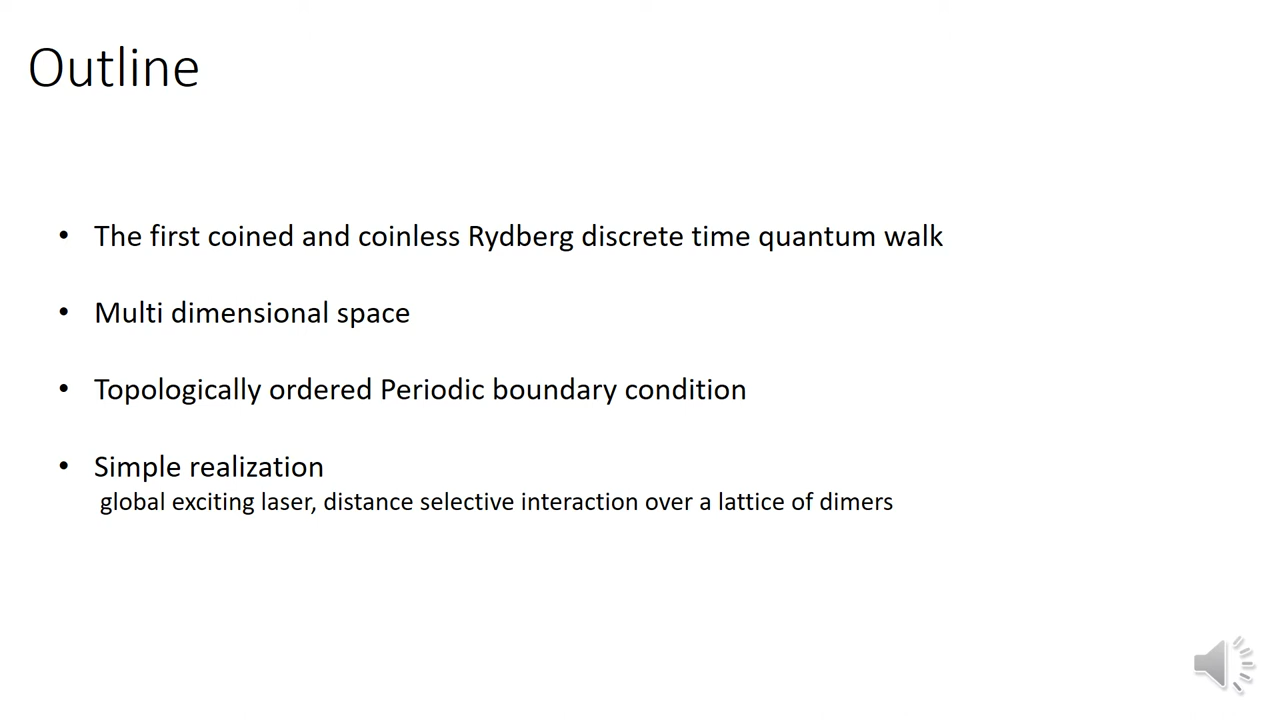 Outline
• The first coined and coinless Rydberg discrete time quantum walk
• Multi dimensional space
• Topologically ordered Periodic boundary condition
• Simple realization
global exciting laser, distance selective interaction over a lattice of dimers